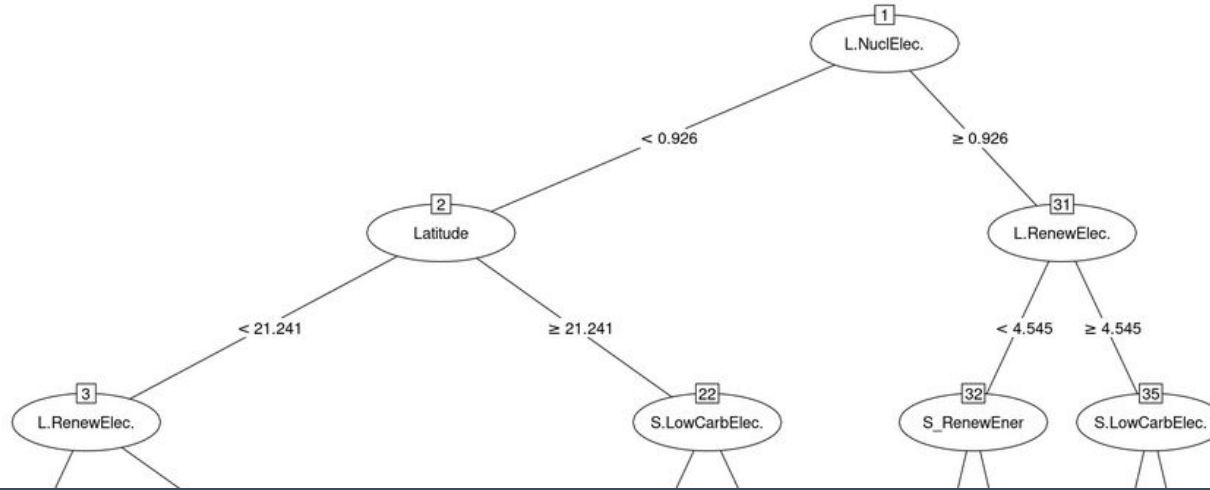 1
L.NuclElec.
< 0.926
≥ 0.926
2
Latitude
31
L.RenewElec.
< 21.241
≥ 21.241
< 4.545
≥ 4.545
3
L.RenewElec.
22
S.LowCarbElec.
32
S_RenewEner
35
S.LowCarbElec.